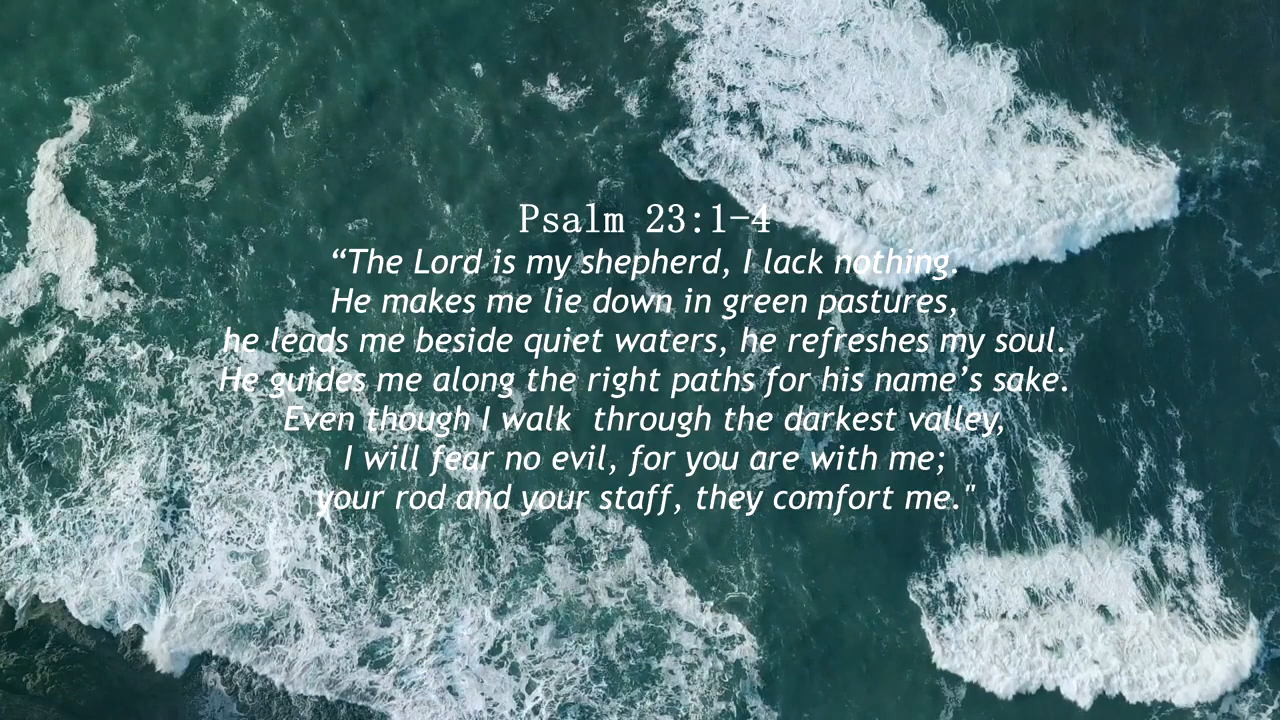 Psalm 23:1-4
“The Lord is my shepherd, I lack nothing.
He makes me lie down in green pastures,
he leads me beside quiet waters, he refreshes my soul.
He guides me along the right paths for his name’s sake.
Even though I walk  through the darkest valley,
I will fear no evil, for you are with me;
your rod and your staff, they comfort me."